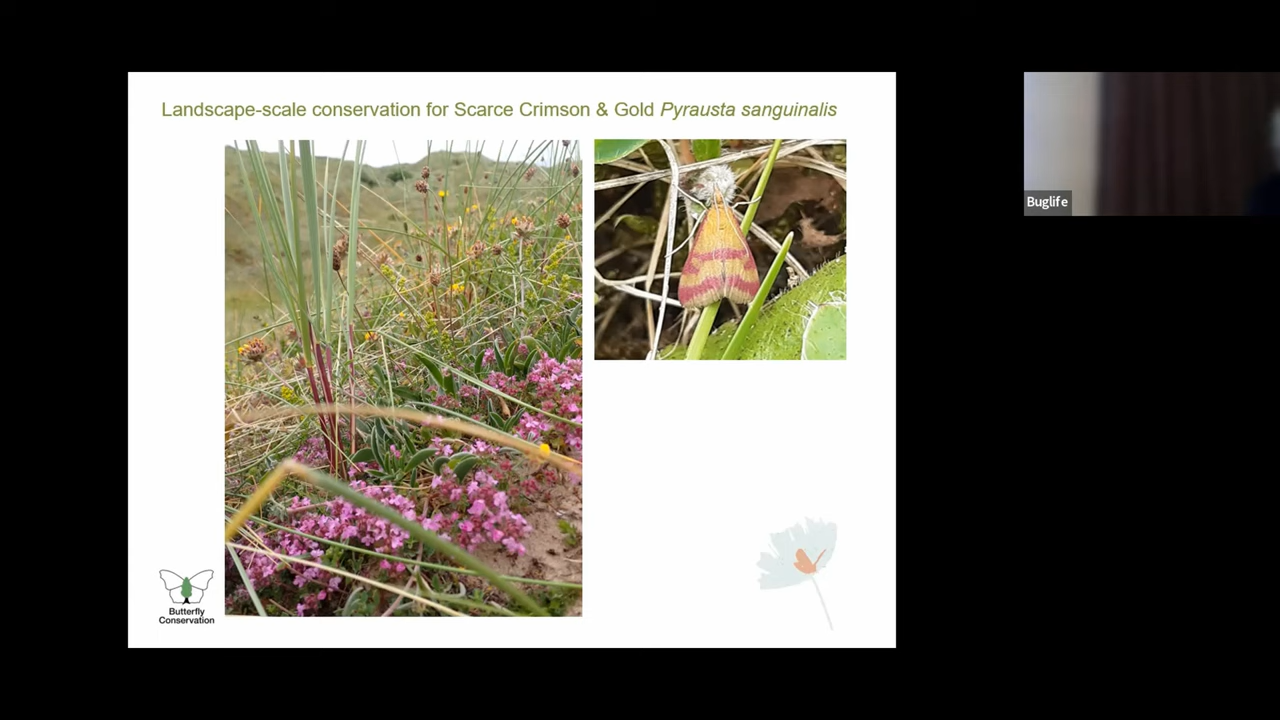 Landscape-scale conservation for Scarce Crimson & Gold Pyrausta sanguinalis
Buglife
Butterfly
Conservation